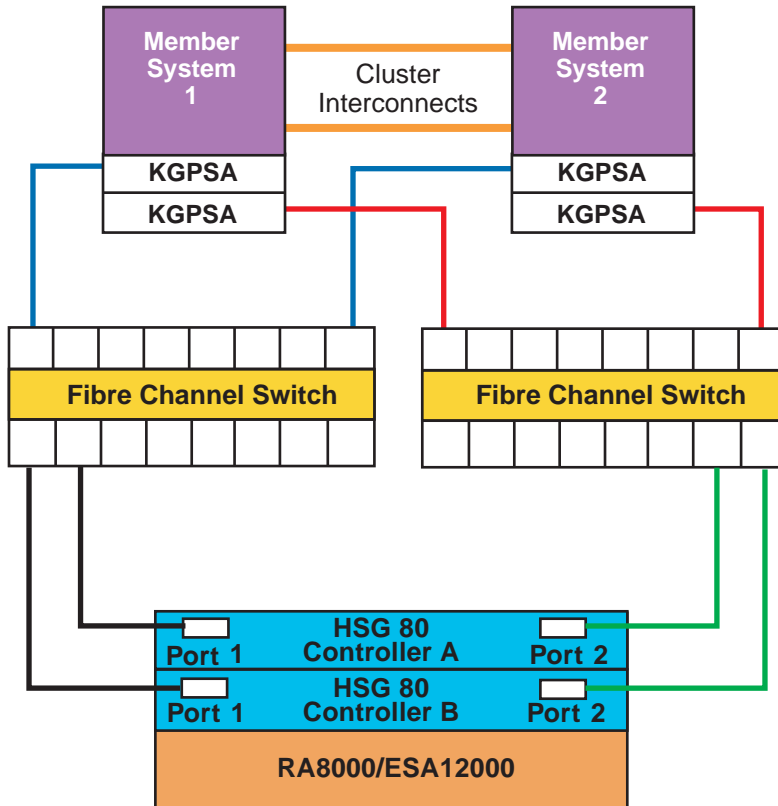 Member
System
1
Cluster
Interconnects
Member
System
2
KGPSA
KGPSA
KGPSA
KGPSA
Fibre Channel Switch
Fibre Channel Switch
HSG 80
Controller A
Port 1
Port 2
HSG 80
Controller B
Port 1
Port 2
RA8000/ESA12000